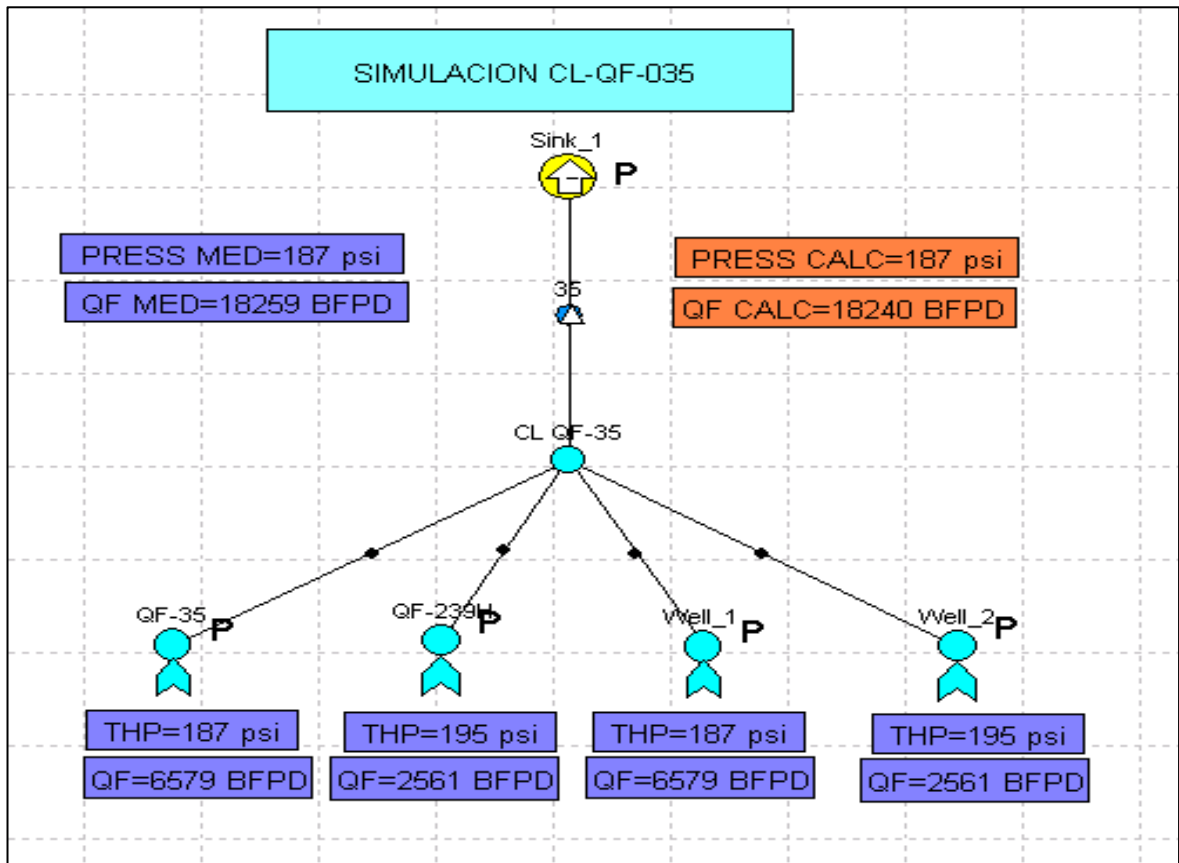 SIMULACION CL-QF-035
Sink_1
P
PRESS MED=187 psi
PRESS CALC=187 psi
QF MED=18259 BFPD
QF CALC=18240 BFPD
35
CL QF-35
QF-35
P
QF-239H
P
Well_1
P
Well_2
P
THP=187 psi
THP=195 psi
THP=187 psi
THP=195 psi
QF=6579 BFPD
QF=2561 BFPD
QF=6579 BFPD
QF=2561 BFPD